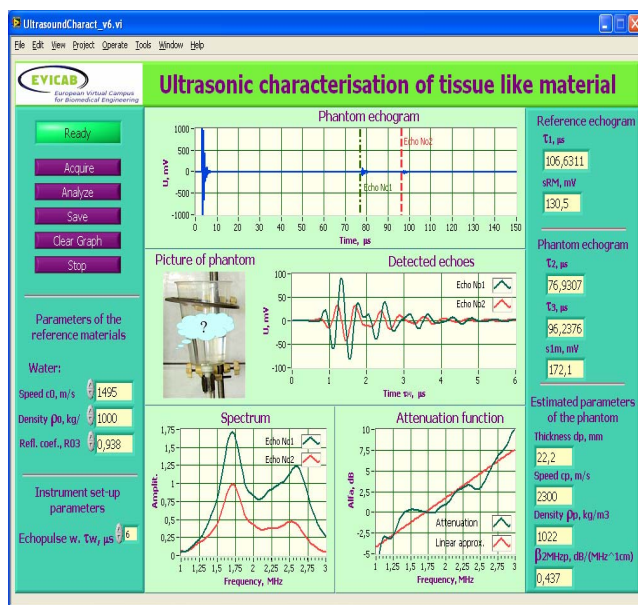 UltrasoundCharact_v6.vi
File Edit View Project Operate Tools Window Help
EVICAB
European Virtual Campus
for Biomedical Engineering
Ultrasonic characterisation of tissue like material
Ready
Acquire
Analyze
Save
Clear Graph
Stop
Parameters of the
reference materials
Water:
Speed c0, m/s 1495
Density ρ0, kg/ 1000
Refl. coef., R03 0,938
Instrument set-up
parameters
Echopulse w. τw, µs 6
Phantom echogram
U, mV
1000
500
0
-500
-1000
Echo No1
Echo No2
0 10 20 30 40 50 60 70 80 90 100 110 120 130 140 150
Time, µs
Picture of phantom
?
Detected echoes
U, mV
100
50
0
-50
-100
Echo No1
Echo No2
0 1 2 3 4 5 6
Time τx, µs
Spectrum
Amplit.
1,75
1,5
1,25
1
0,75
0,5
0,25
0
Echo No1
Echo No2
1 1,25 1,5 1,75 2 2,25 2,5 2,75 3
Frequency, MHz
Attenuation function
Alfa, dB
10
7,5
5
2,5
0
-2,5
-5
Attenuation
Linear approx.
1 1,25 1,5 1,75 2 2,25 2,5 2,75 3
Frequency, MHz
Reference echogram
τ1, µs
106,6311
sRM, mV
130,5
Phantom echogram
τ2, µs
76,9307
τ3, µs
96,2376
s1m, mV
172,1
Estimated parameters
of the phantom
Thickness dp, mm
22,2
Speed cp, m/s
2300
Density ρp, kg/m3
1022
β2MHzp, dB/(MHz^1cm)
0,437